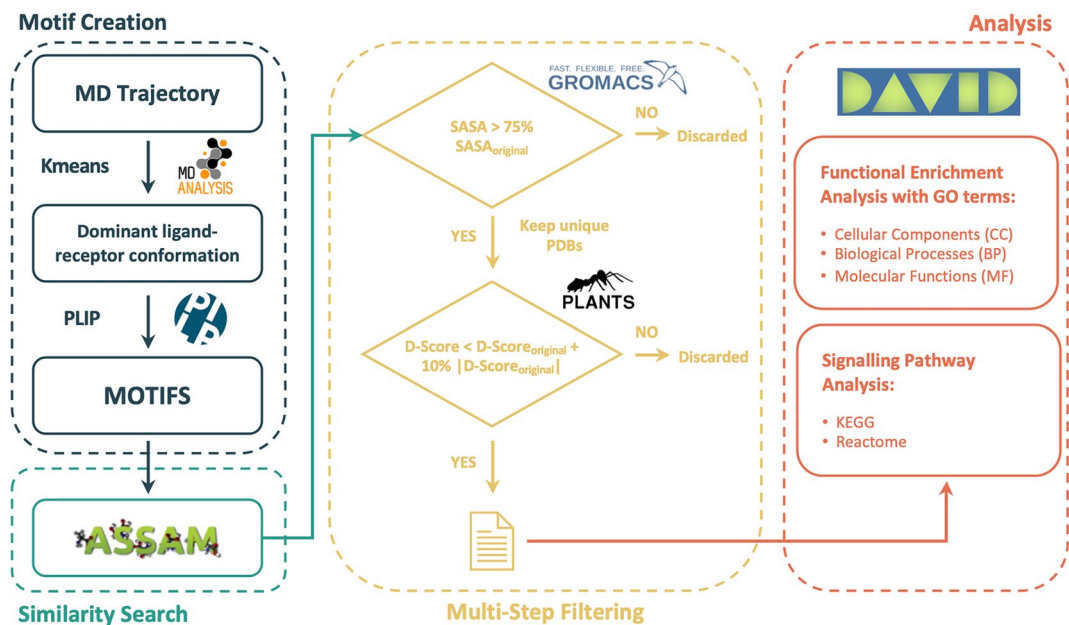 Motif Creation
MD Trajectory
Kmeans
MD
ANALYSIS
Dominant ligand-
receptor conformation
PLIP
PLIP
MOTIFS
ASSAM
Similarity Search
FAST. FLEXIBLE. FREE.
GROMACS
SASA > 75%
SASAoriginal
NO
Discarded
YES
Keep unique
PDBs
PLANTS
D-Score < D-Scoreoriginal +
10% |D-Scoreoriginal|
NO
Discarded
YES
Multi-Step Filtering
Analysis
DAVID
Functional Enrichment
Analysis with GO terms:
• Cellular Components (CC)
• Biological Processes (BP)
• Molecular Functions (MF)
Signalling Pathway
Analysis:
• KEGG
• Reactome